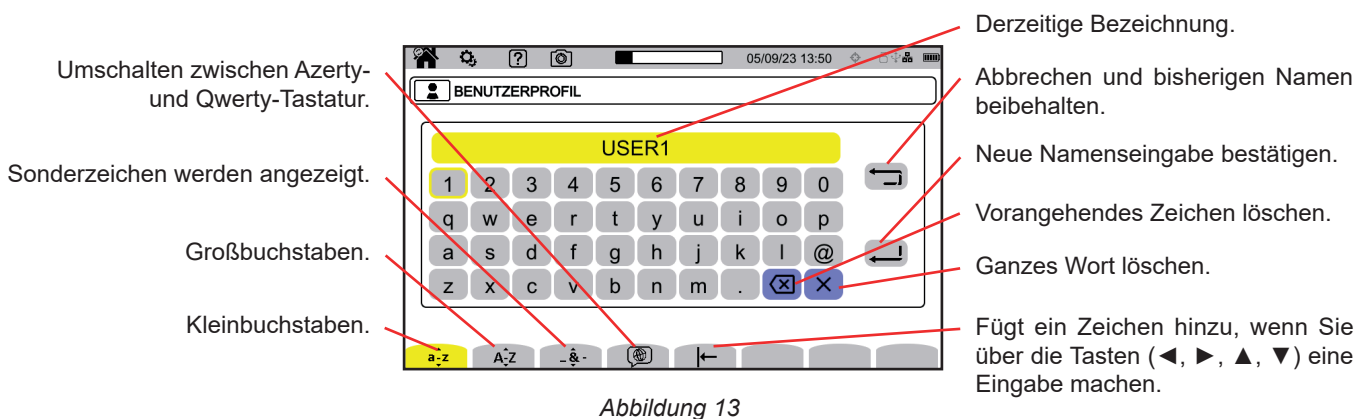 Derzeitige Bezeichnung.
Umschalten zwischen Azerty-
und Qwerty-Tastatur.
Sonderzeichen werden angezeigt.
Großbuchstaben.
Kleinbuchstaben.
05/09/23 13:50
BENUTZERPROFIL
USER1
1 2 3 4 5 6 7 8 9 0
q w e r t y u i o p
a s d f g h j k l @
z x c v b n m .
a-z A-Z _&-
Abbrechen und bisherigen Namen
beibehalten.
Neue Namenseingabe bestätigen.
Vorangehendes Zeichen löschen.
Ganzes Wort löschen.
Fügt ein Zeichen hinzu, wenn Sie
über die Tasten (◄, ►, ▲, ▼) eine
Eingabe machen.
Abbildung 13